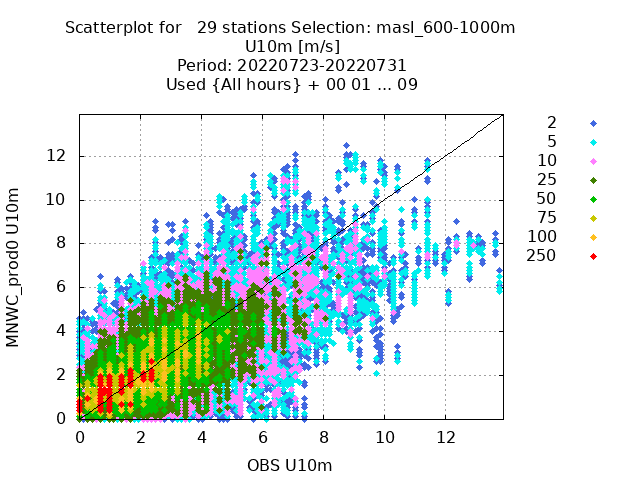 Scatterplot for   29 stations Selection: masl_600-1000m
U10m [m/s]
Period: 20220723-20220731
Used {All hours} + 00 01 ... 09
2
5
10
25
50
75
100
250
12
10
8
6
4
2
0
MNWC_prod0 U10m
0 2 4 6 8 10 12
OBS U10m